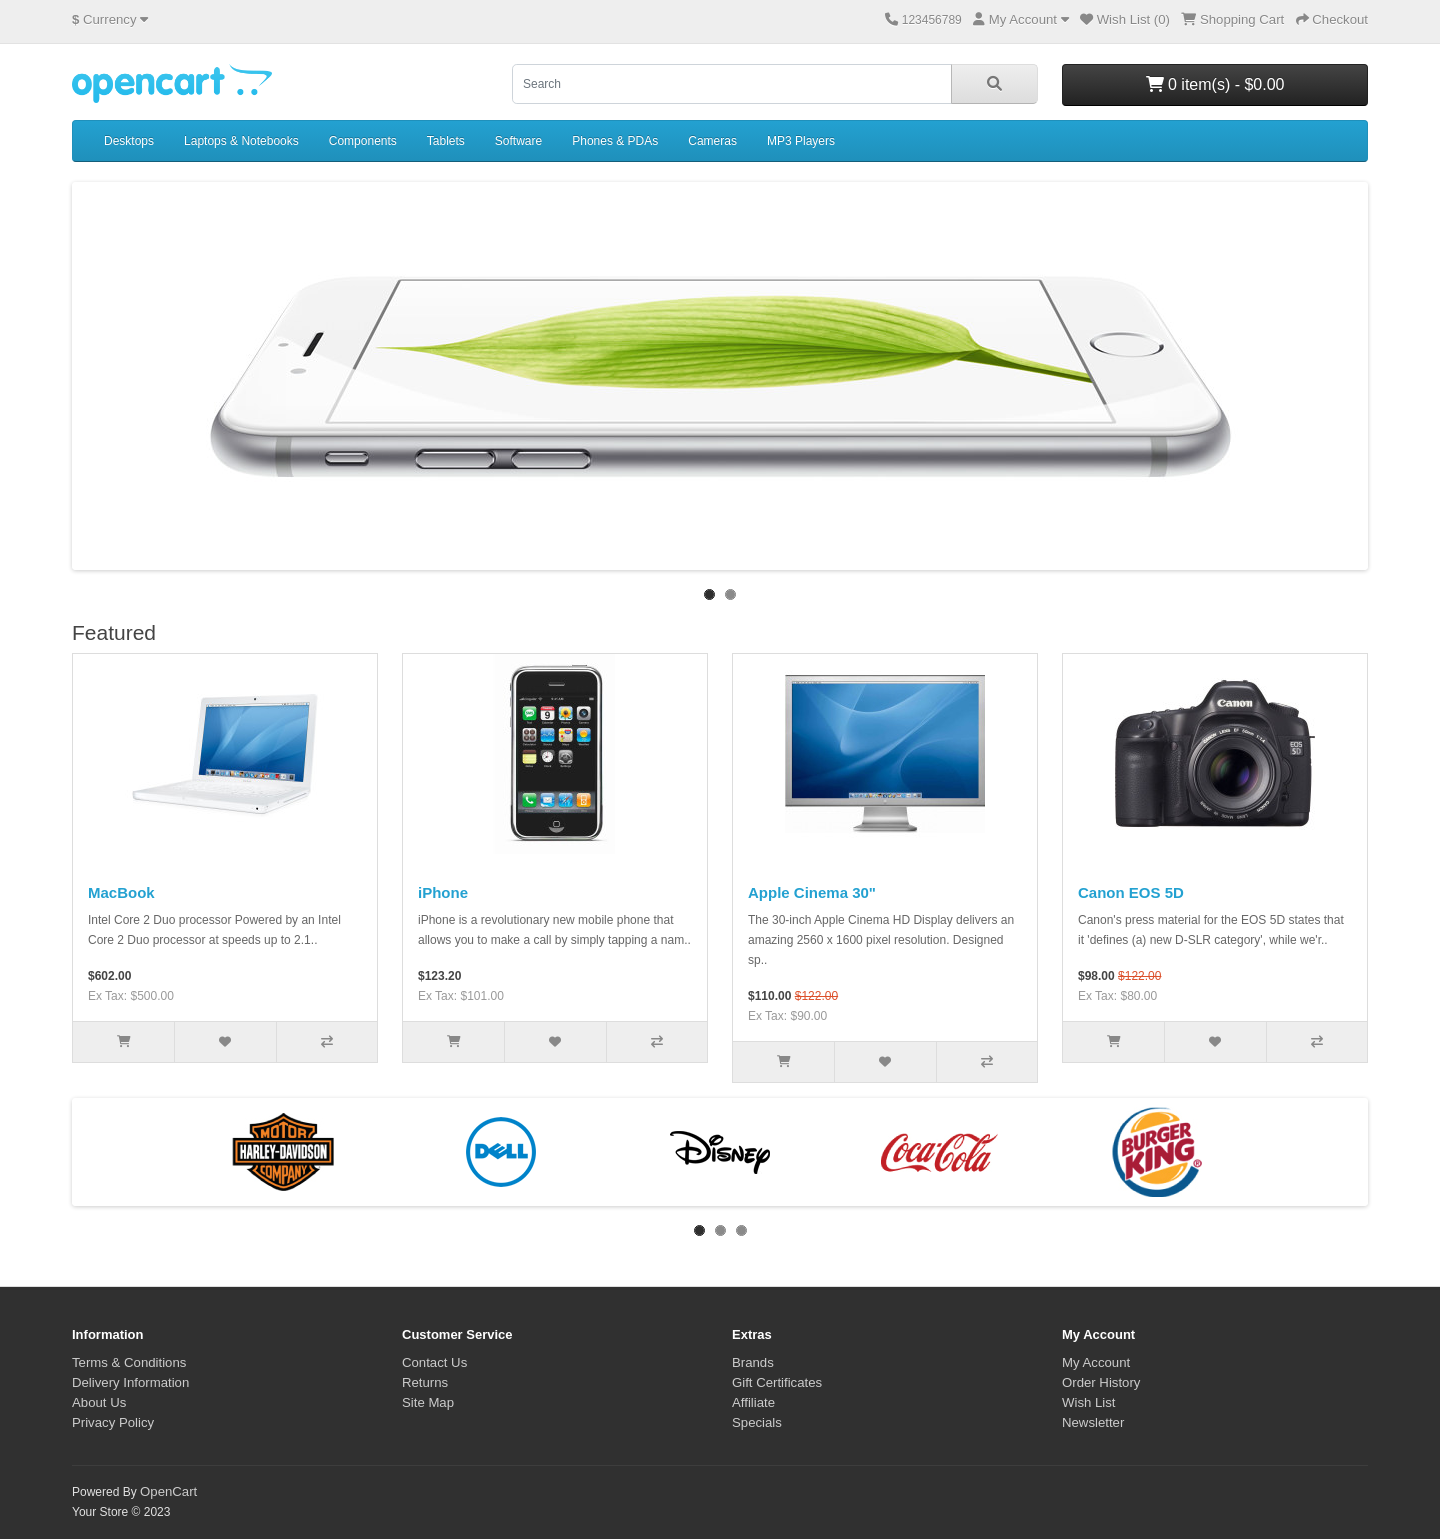 $ Currency
123456789 My Account Wish List (0) Shopping Cart Checkout
opencart
Search
0 item(s) - $0.00
Desktops Laptops & Notebooks Components Tablets Software Phones & PDAs Cameras MP3 Players
Featured
Canon
EOS
5D
MacBook
Intel Core 2 Duo processor Powered by an Intel
Core 2 Duo processor at speeds up to 2.1..
$602.00
Ex Tax: $500.00
iPhone
iPhone is a revolutionary new mobile phone that
allows you to make a call by simply tapping a nam..
$123.20
Ex Tax: $101.00
Apple Cinema 30"
The 30-inch Apple Cinema HD Display delivers an
amazing 2560 x 1600 pixel resolution. Designed
sp..
$110.00 $122.00
Ex Tax: $90.00
Canon EOS 5D
Canon's press material for the EOS 5D states that
it 'defines (a) new D-SLR category', while we'r..
$98.00 $122.00
Ex Tax: $80.00
MOTOR
HARLEY-DAVIDSON
COMPANY
DELL
Disney
Coca-Cola
BURGER
KING
Information
Terms & Conditions
Delivery Information
About Us
Privacy Policy
Customer Service
Contact Us
Returns
Site Map
Extras
Brands
Gift Certificates
Affiliate
Specials
My Account
My Account
Order History
Wish List
Newsletter
Powered By OpenCart
Your Store © 2023